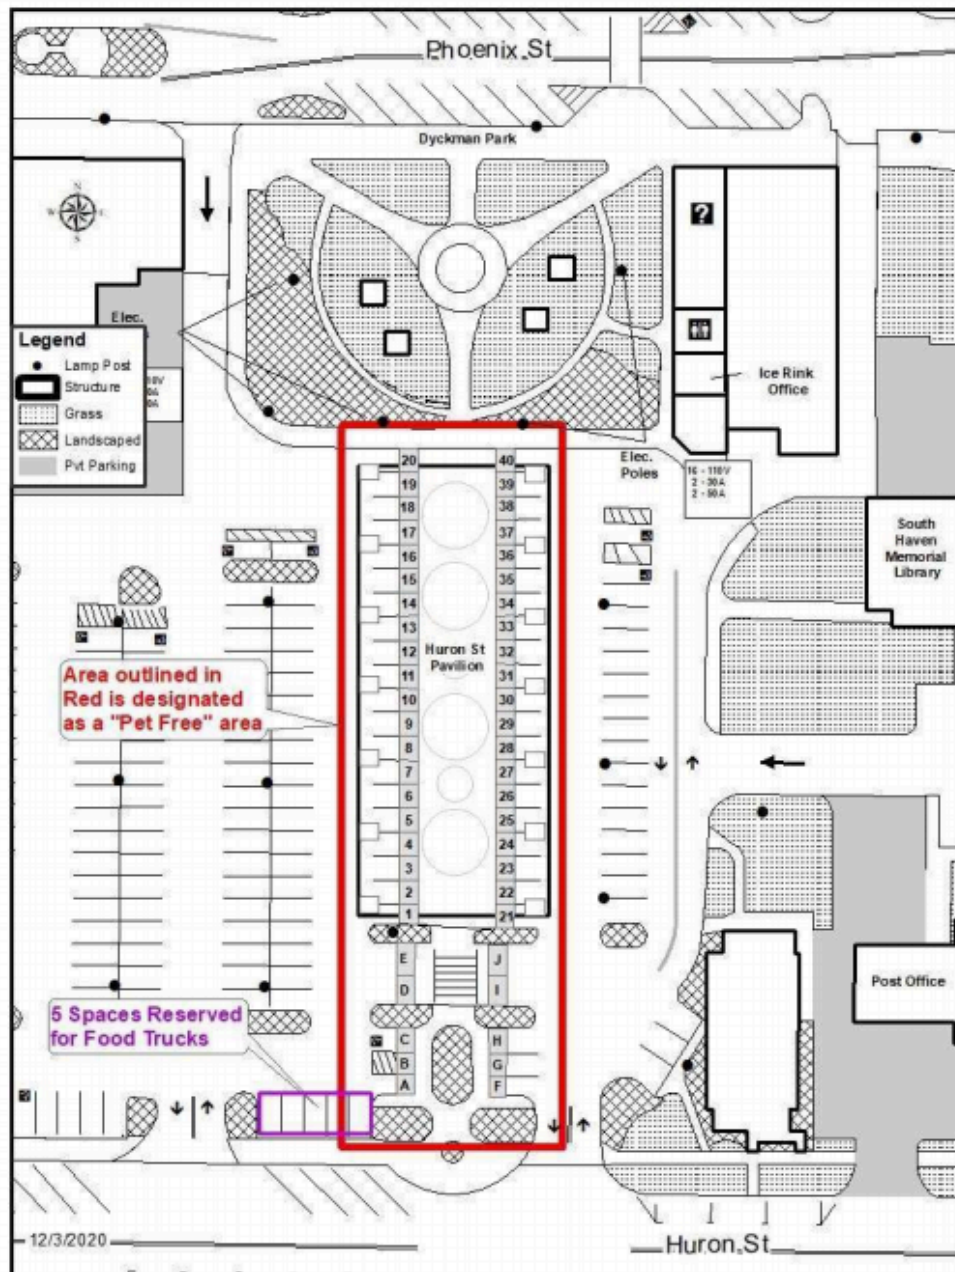 Phoenix St
Dyckman Park
N
W
E
S
?
Elec.
Legend
Lamp Post
Structure
Grass
Landscaped
Pvt Parking
Ice Rink
Office
Elec.
Poles
16 - 110V
2 - 30A
2 - 50A
South
Haven
Memorial
Library
20 40
19 39
18 38
17 37
16 36
15 35
14 34
13 33
12 32
11 31
10 30
9 29
8 28
7 27
6 26
5 25
4 24
3 23
2 22
1 21
Huron St
Pavilion
Area outlined in
Red is designated
as a "Pet Free" area
E J
D I
C H
B G
A F
5 Spaces Reserved
for Food Trucks
Post Office
12/3/2020
Huron St